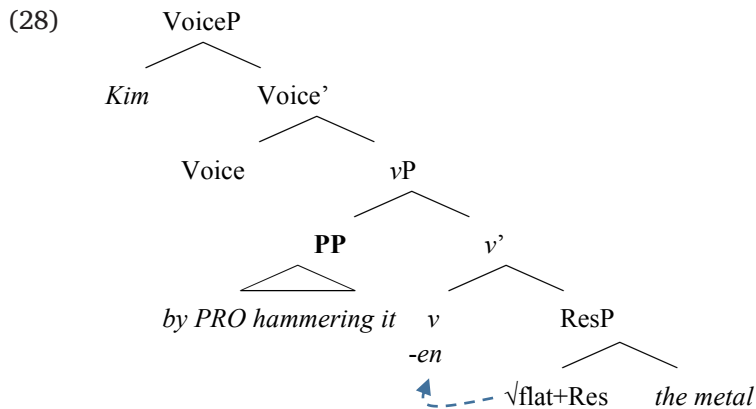 (28) VoiceP
Kim Voice’
Voice vP
PP v’
by PRO hammering it v ResP
-en
√flat+Res the metal